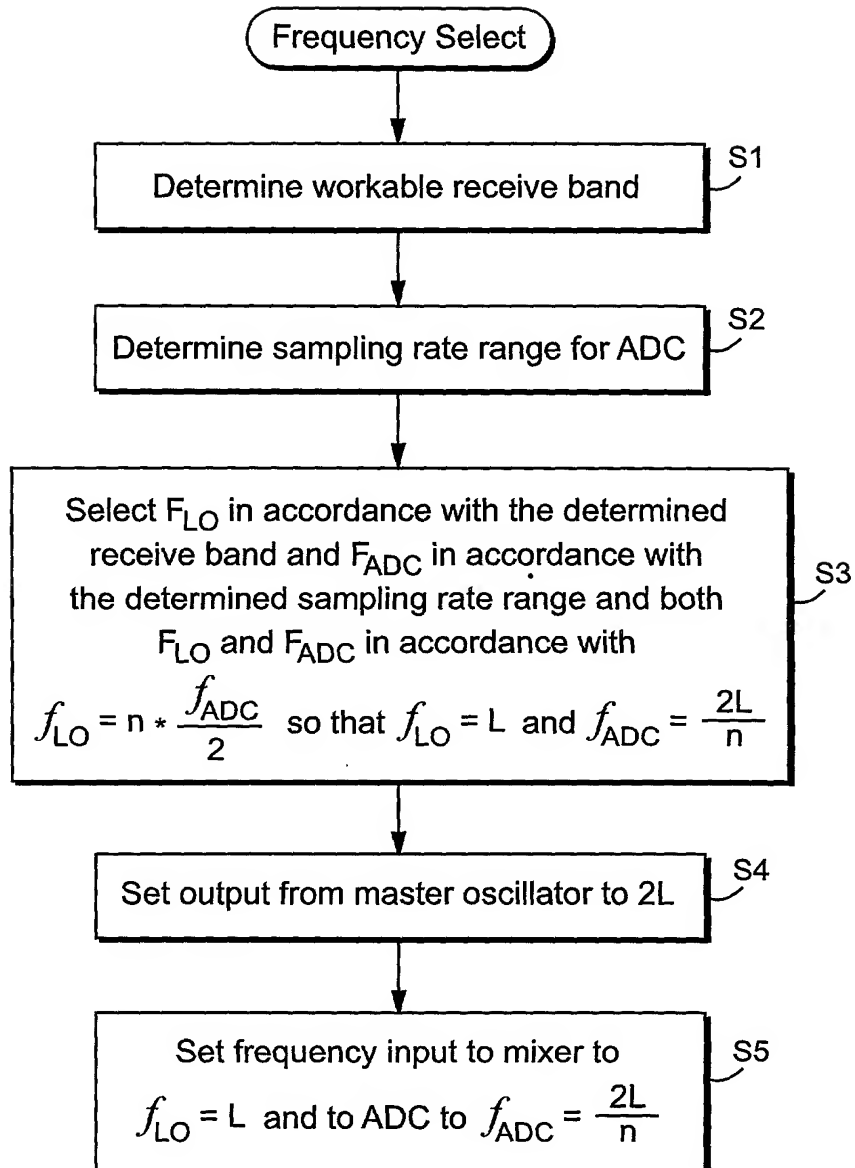 Frequency Select
Determine workable receive band
S1
Determine sampling rate range for ADC
S2
Select F_LO in accordance with the determined
receive band and F_ADC in accordance with
the determined sampling rate range and both
F_LO and F_ADC in accordance with
f_LO = n * f_ADC/2 so that f_LO = L and f_ADC = 2L/n
S3
Set output from master oscillator to 2L
S4
Set frequency input to mixer to
f_LO = L and to ADC to f_ADC = 2L/n
S5